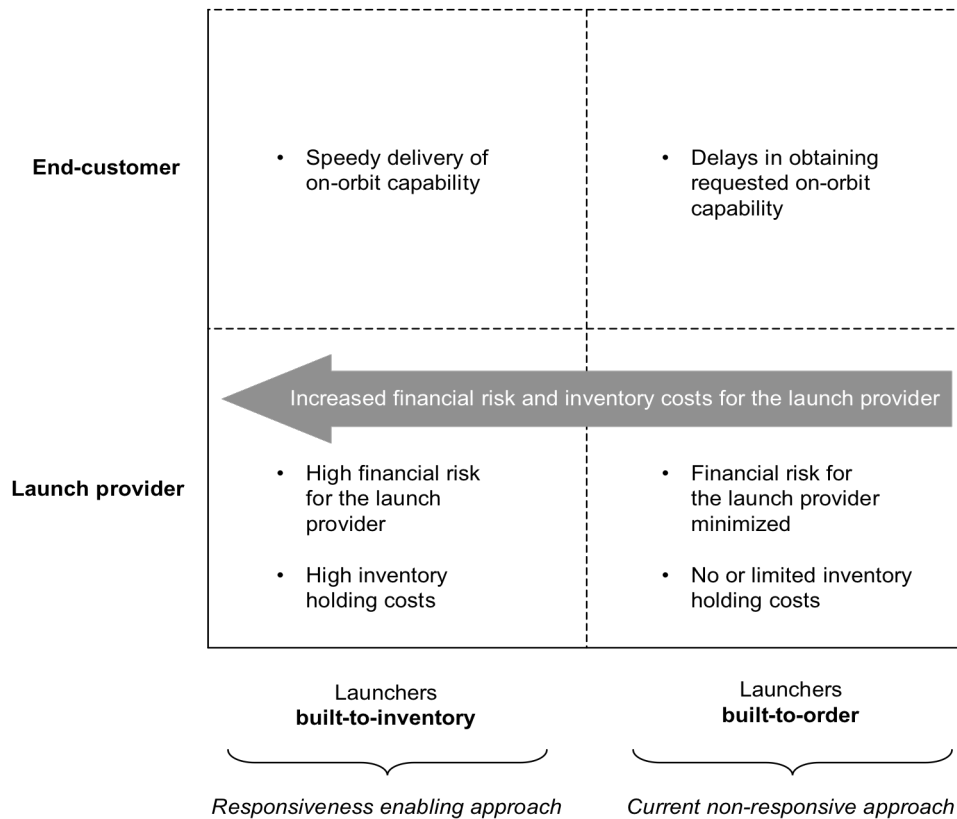 End-customer
• Speedy delivery of
on-orbit capability
• Delays in obtaining
requested on-orbit
capability
Increased financial risk and inventory costs for the launch provider
Launch provider
• High financial risk
for the launch
provider
• High inventory
holding costs
• Financial risk for
the launch provider
minimized
• No or limited inventory
holding costs
Launchers
built-to-inventory
Launchers
built-to-order
Responsiveness enabling approach
Current non-responsive approach